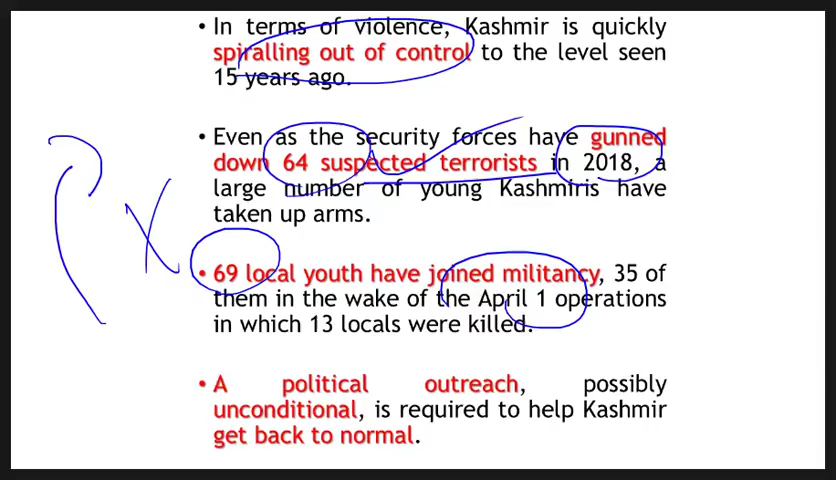 • In terms of violence, Kashmir is quickly
spiralling out of control to the level seen
15 years ago.
• Even as the security forces have gunned
down 64 suspected terrorists in 2018, a
large number of young Kashmiris have
taken up arms.
• 69 local youth have joined militancy, 35 of
them in the wake of the April 1 operations
in which 13 locals were killed.
• A political outreach, possibly
unconditional, is required to help Kashmir
get back to normal.